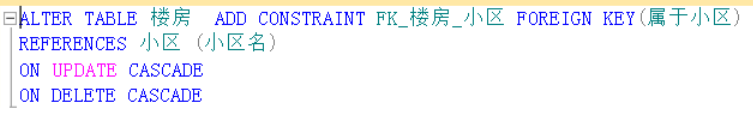 ALTER TABLE 楼房  ADD CONSTRAINT FK_楼房_小区 FOREIGN KEY(属于小区)
REFERENCES 小区 (小区名)
ON UPDATE CASCADE
ON DELETE CASCADE